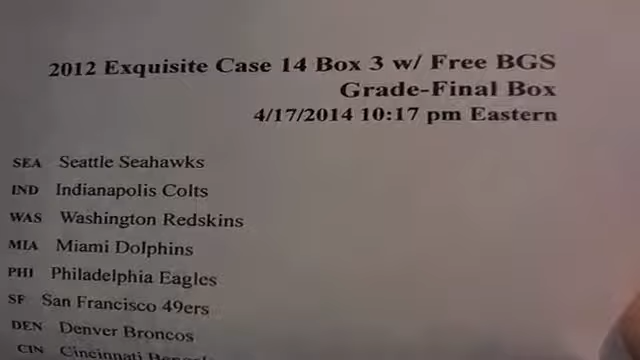 2012 Exquisite Case 14 Box 3 w/ Free BGS
Grade-Final Box
4/17/2014 10:17 pm Eastern
SEA Seattle Seahawks
IND Indianapolis Colts
WAS Washington Redskins
MIA Miami Dolphins
PHI Philadelphia Eagles
SF San Francisco 49ers
DEN Denver Broncos
CIN Cincinnati